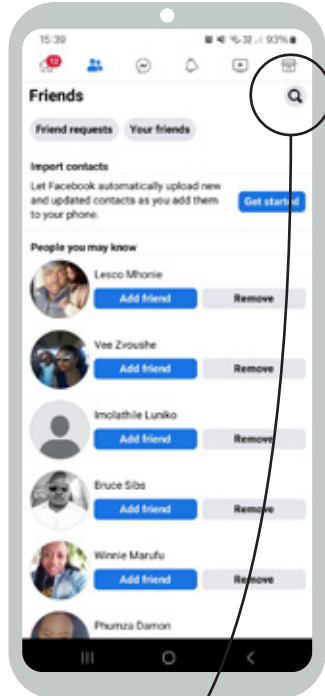 15:39
93%
12
Friends
Friend requests Your friends
Import contacts
Let Facebook automatically upload new
and updated contacts as you add them
to your phone.
Get started
People you may know
Lesco Mhonie
Add friend Remove
Vee Zvoushe
Add friend Remove
Imolathile Luniko
Add friend Remove
Bruce Sibs
Add friend Remove
Winnie Marufu
Add friend Remove
Phumza Damon